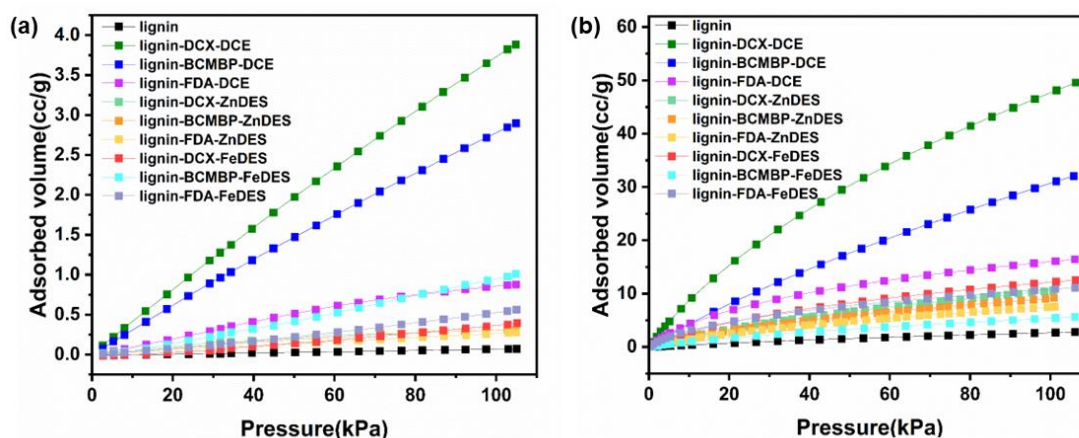 (a)
lignin
lignin-DCX-DCE
lignin-BCMBP-DCE
lignin-FDA-DCE
lignin-DCX-ZnDES
lignin-BCMBP-ZnDES
lignin-FDA-ZnDES
lignin-DCX-FeDES
lignin-BCMBP-FeDES
lignin-FDA-FeDES
Adsorbed volume(cc/g)
4.0
3.5
3.0
2.5
2.0
1.5
1.0
0.5
0.0
0 20 40 60 80 100
Pressure(kPa)
(b)
lignin
lignin-DCX-DCE
lignin-BCMBP-DCE
lignin-FDA-DCE
lignin-DCX-ZnDES
lignin-BCMBP-ZnDES
lignin-FDA-ZnDES
lignin-DCX-FeDES
lignin-BCMBP-FeDES
lignin-FDA-FeDES
Adsorbed volume(cc/g)
60
50
40
30
20
10
0
0 20 40 60 80 100
Pressure(kPa)